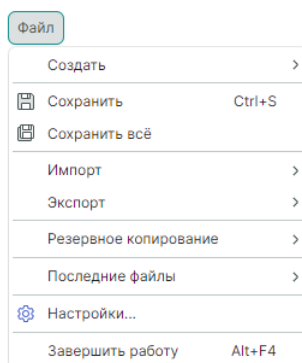 Файл
Создать
Сохранить Ctrl+S
Сохранить всё
Импорт
Экспорт
Резервное копирование
Последние файлы
Настройки...
Завершить работу Alt+F4